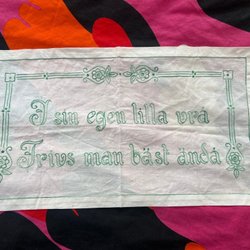 I sin egen lilla vrå
Trivs man bäst ändå